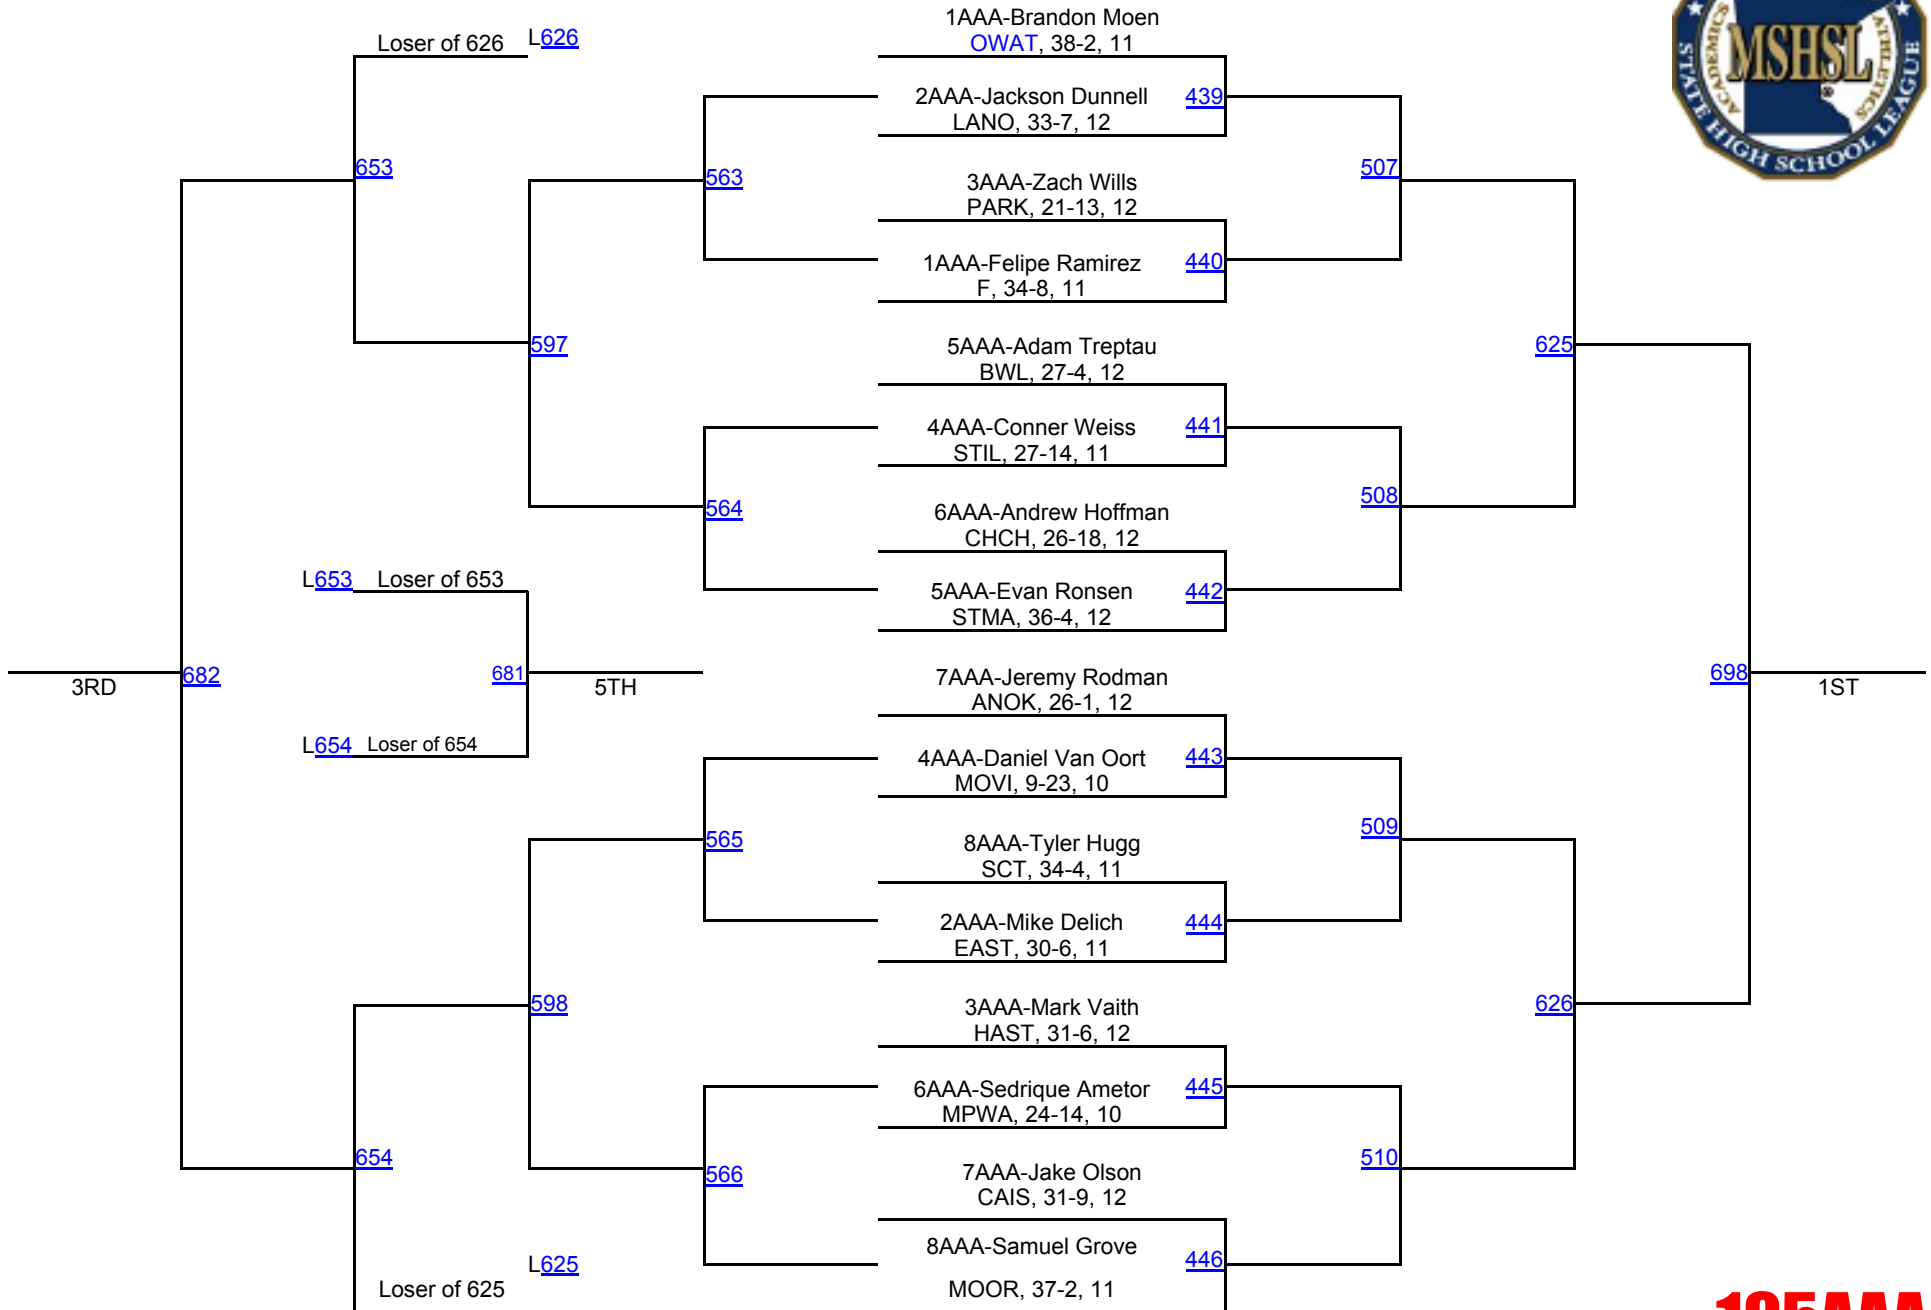 1AAA-Brandon Moen
OWAT, 38-2, 11
Loser of 626 L626
2AAA-Jackson Dunnell 439
LANO, 33-7, 12
653
563
507
3AAA-Zach Wills
PARK, 21-13, 12
1AAA-Felipe Ramirez 440
F, 34-8, 11
597
625
5AAA-Adam Treptau
BWL, 27-4, 12
4AAA-Conner Weiss 441
STIL, 27-14, 11
564
508
6AAA-Andrew Hoffman
CHCH, 26-18, 12
L653 Loser of 653
5AAA-Evan Ronsen 442
STMA, 36-4, 12
7AAA-Jeremy Rodman
ANOK, 26-1, 12
682
681
698
3RD
5TH
1ST
L654 Loser of 654
4AAA-Daniel Van Oort 443
MOVI, 9-23, 10
565
509
8AAA-Tyler Hugg
SCT, 34-4, 11
2AAA-Mike Delich 444
EAST, 30-6, 11
598
626
3AAA-Mark Vaith
HAST, 31-6, 12
6AAA-Sedrique Ametor 445
MPWA, 24-14, 10
654
566
510
7AAA-Jake Olson
CAIS, 31-9, 12
8AAA-Samuel Grove 446
MOOR, 37-2, 11
L625
Loser of 625
MSHSL
ACADEMICS
ATHLETICS
STATE HIGH SCHOOL LEAGUE